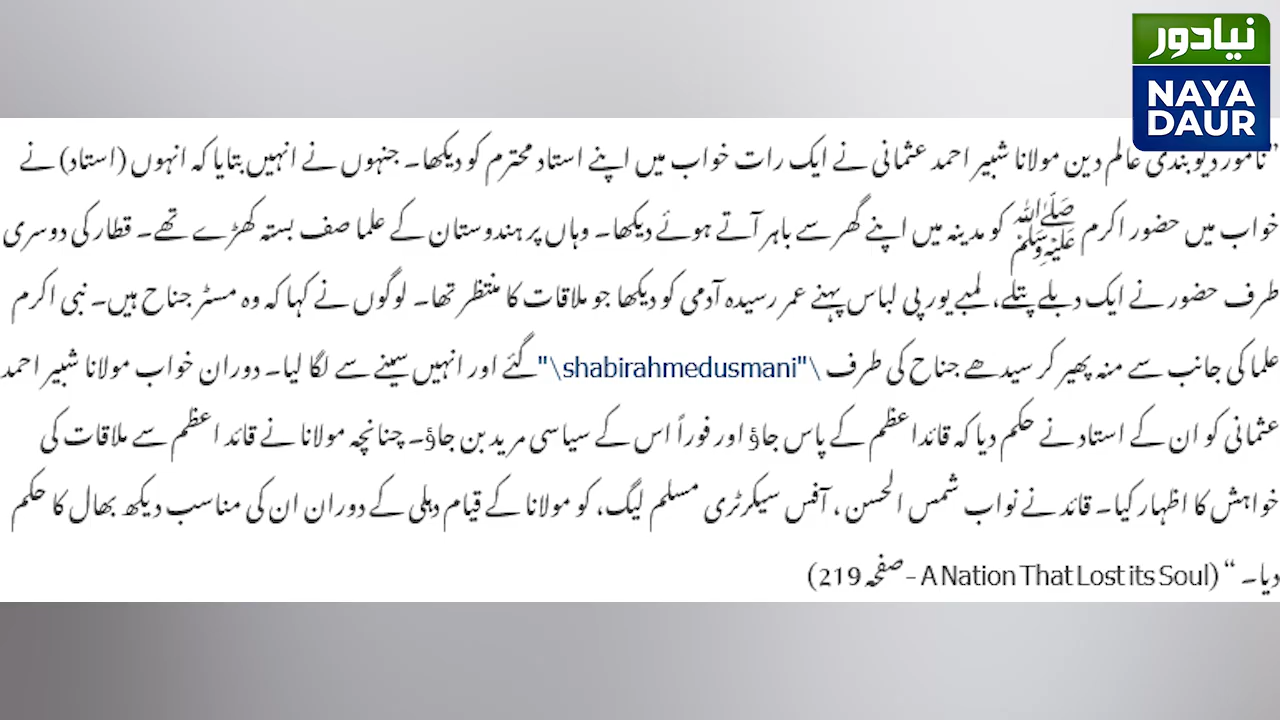 نیادور
NAYA
DAUR
”نامور دیوبندی عالم دین مولانا شبیر احمد عثمانی نے ایک رات خواب میں اپنے استاد محترم کو دیکھا۔ جنہوں نے انہیں بتایا کہ انہوں (استاد) نے
خواب میں حضور اکرم ﷺ کو مدینہ میں اپنے گھر سے باہر آتے ہوئے دیکھا۔ وہاں پر ہندوستان کے علما صف بستہ کھڑے تھے۔ قطار کی دوسری
طرف حضور نے ایک دبلے پتلے، لمبے یورپی لباس پہنے عمر رسیدہ آدمی کو دیکھا جو ملاقات کا منتظر تھا۔ لوگوں نے کہا کہ وہ مسٹر جناح ہیں۔ نبی اکرم
علما کی جانب سے منہ پھیر کر سیدھے جناح کی طرف \"shabirahmedusmani\" گئے اور انہیں سینے سے لگا لیا۔ دوران خواب مولانا شبیر احمد
عثمانی کو ان کے استاد نے حکم دیا کہ قائداعظم کے پاس جاؤ اور فوراً اس کے سیاسی مرید بن جاؤ۔ چنانچہ مولانا نے قائد اعظم سے ملاقات کی
خواہش کا اظہار کیا۔ قائد نے نواب شمس الحسن، آفس سیکرٹری مسلم لیگ، کو مولانا کے قیام دہلی کے دوران ان کی مناسب دیکھ بھال کا حکم
دیا۔“ (A Nation That Lost its Soul - صفحہ 219)